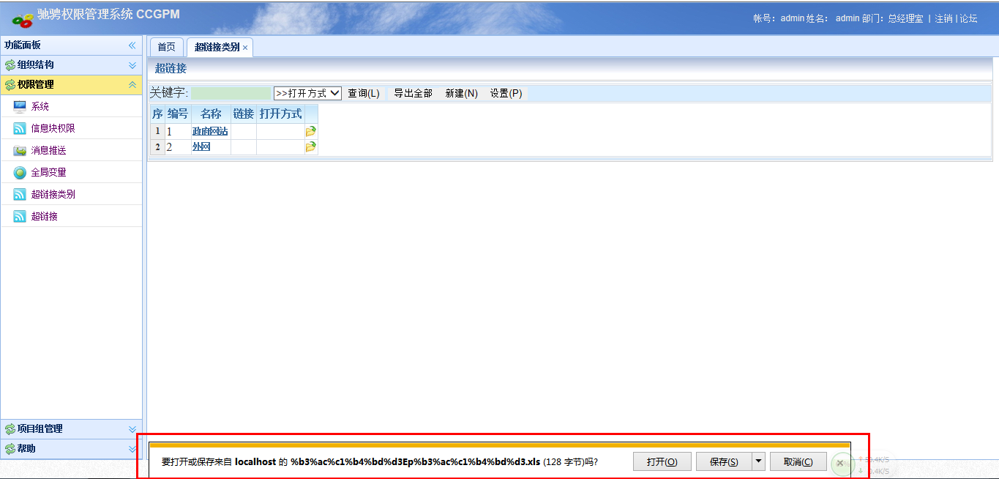 驰骋权限管理系统 CCGPM
帐号：admin 姓名： admin 部门：总经理室 | 注销 | 论坛
功能面板
组织结构
权限管理
系统
信息块权限
消息推送
全局变量
超链接类别
超链接
项目组管理
帮助
首页 超链接类别 ×
超链接
关键字: >>打开方式 查询(L) 导出全部 新建(N) 设置(P)
序 编号 名称 链接 打开方式
1 1 政府网站
2 2 外网
要打开或保存来自 localhost 的 %b3%ac%c1%b4%bd%d3Ep%b3%ac%c1%b4%bd%d3.xls (128 字节)吗?
打开(O) 保存(S) 取消(C)